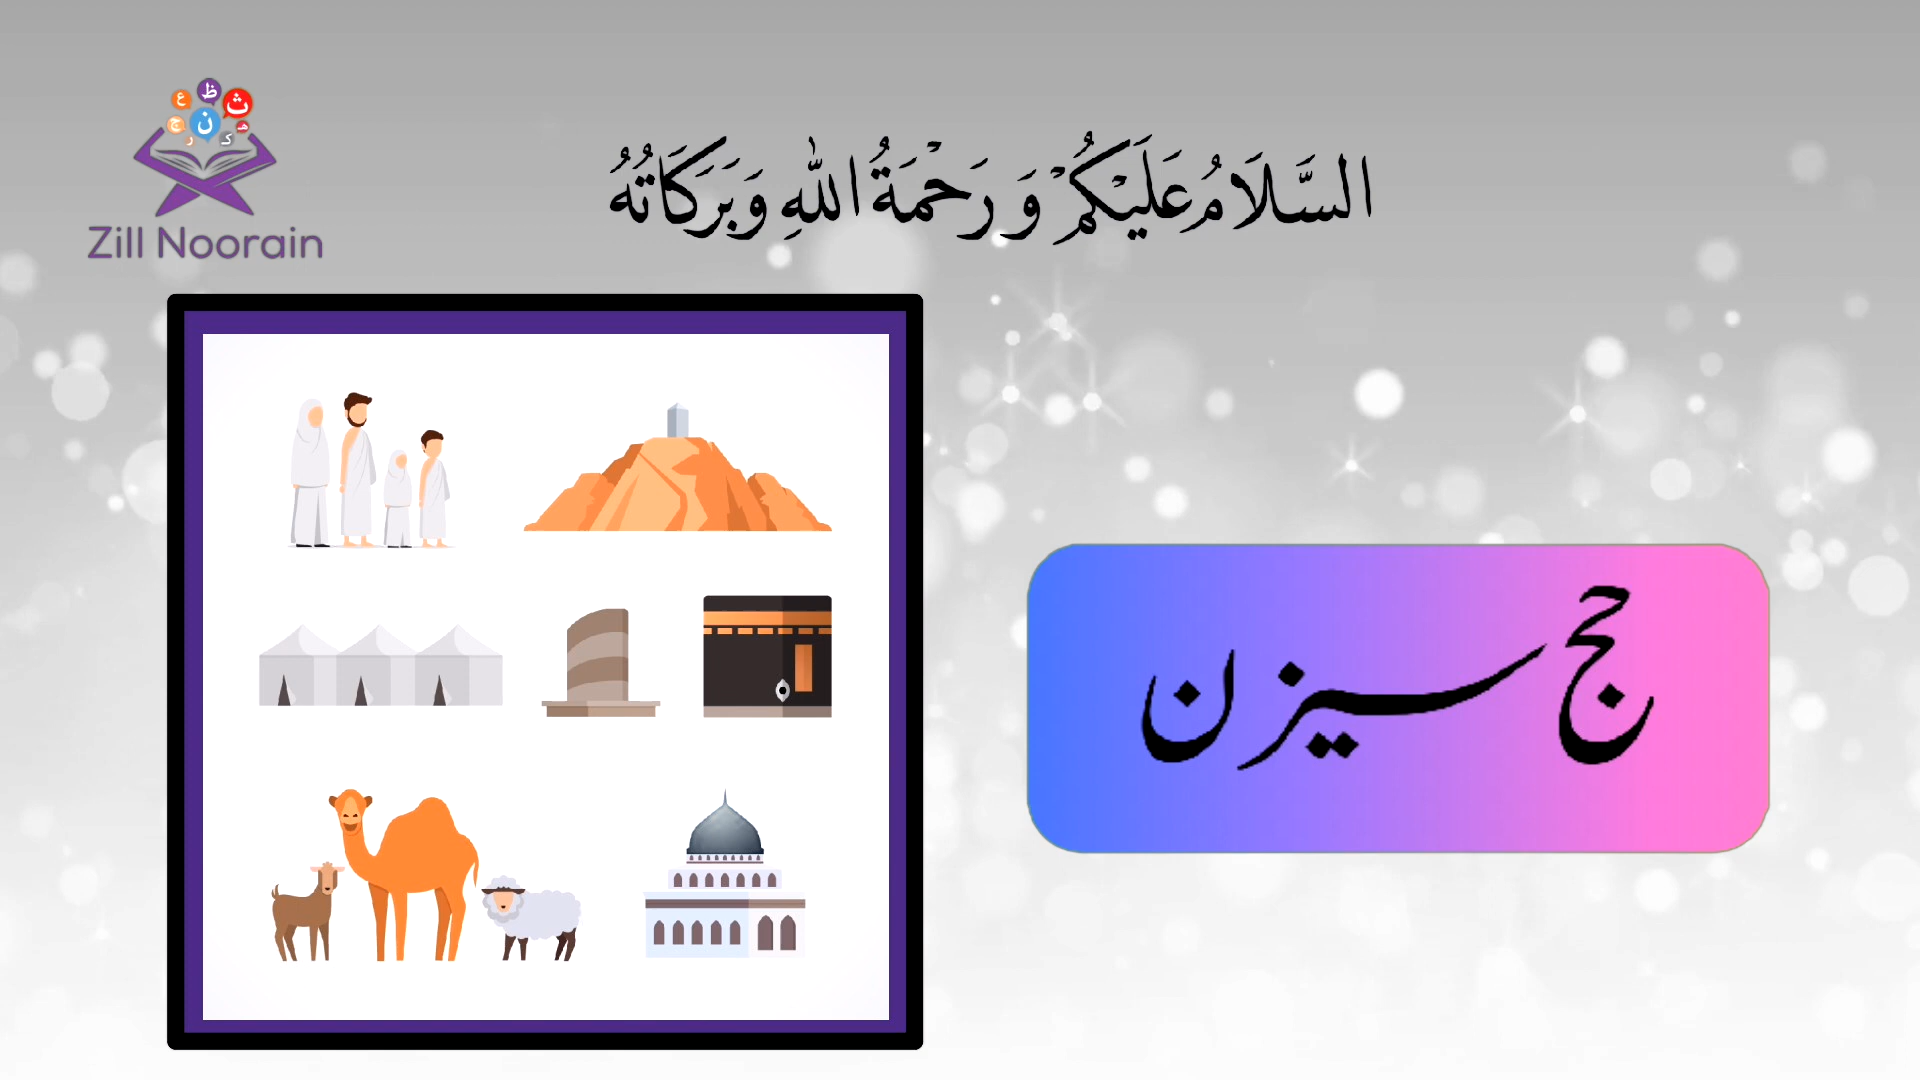 ع ظ ث
ج ن ھ
ر ک
Zill Noorain
السَّلَامُ عَلَيْكُمْ وَ رَحْمَةُ اللهِ وَبَرَكَاتُهُ
حج سیزن